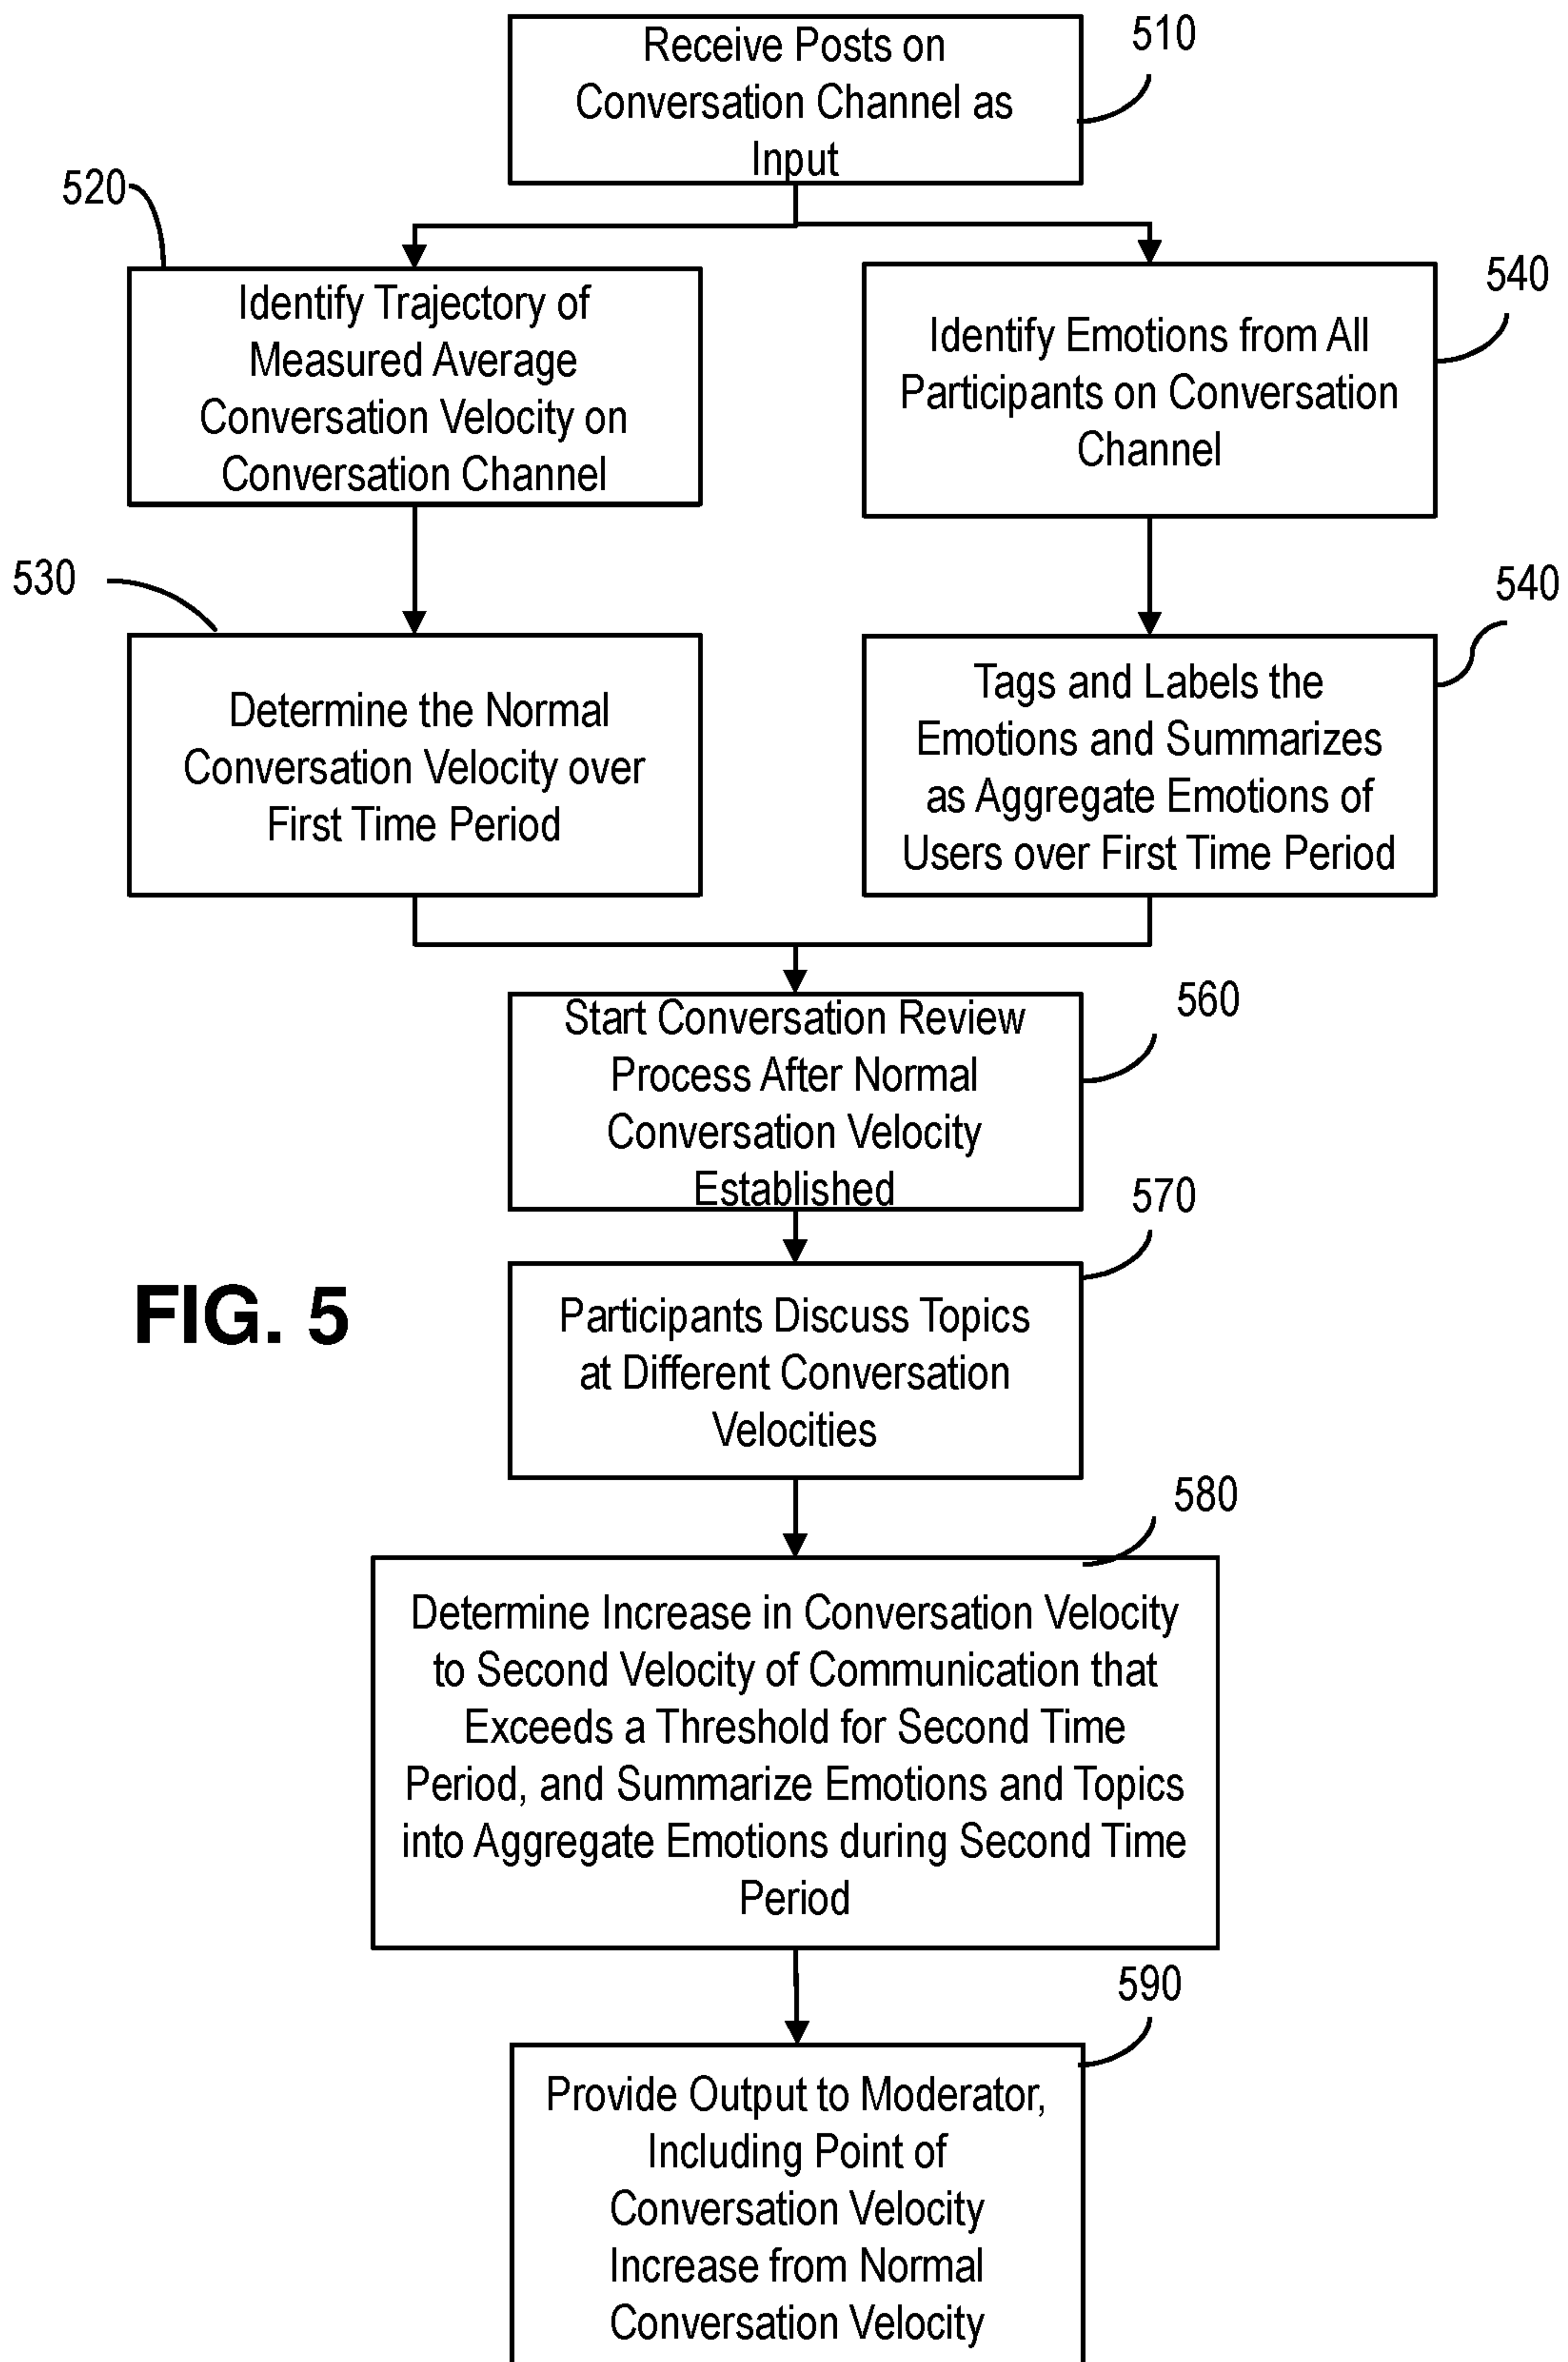 Receive Posts on
Conversation Channel as
Input
510
520
Identify Trajectory of
Measured Average
Conversation Velocity on
Conversation Channel
540
Identify Emotions from All
Participants on Conversation
Channel
530
Determine the Normal
Conversation Velocity over
First Time Period
540
Tags and Labels the
Emotions and Summarizes
as Aggregate Emotions of
Users over First Time Period
560
Start Conversation Review
Process After Normal
Conversation Velocity
Established
570
FIG. 5
Participants Discuss Topics
at Different Conversation
Velocities
580
Determine Increase in Conversation Velocity
to Second Velocity of Communication that
Exceeds a Threshold for Second Time
Period, and Summarize Emotions and Topics
into Aggregate Emotions during Second Time
Period
590
Provide Output to Moderator,
Including Point of
Conversation Velocity
Increase from Normal
Conversation Velocity